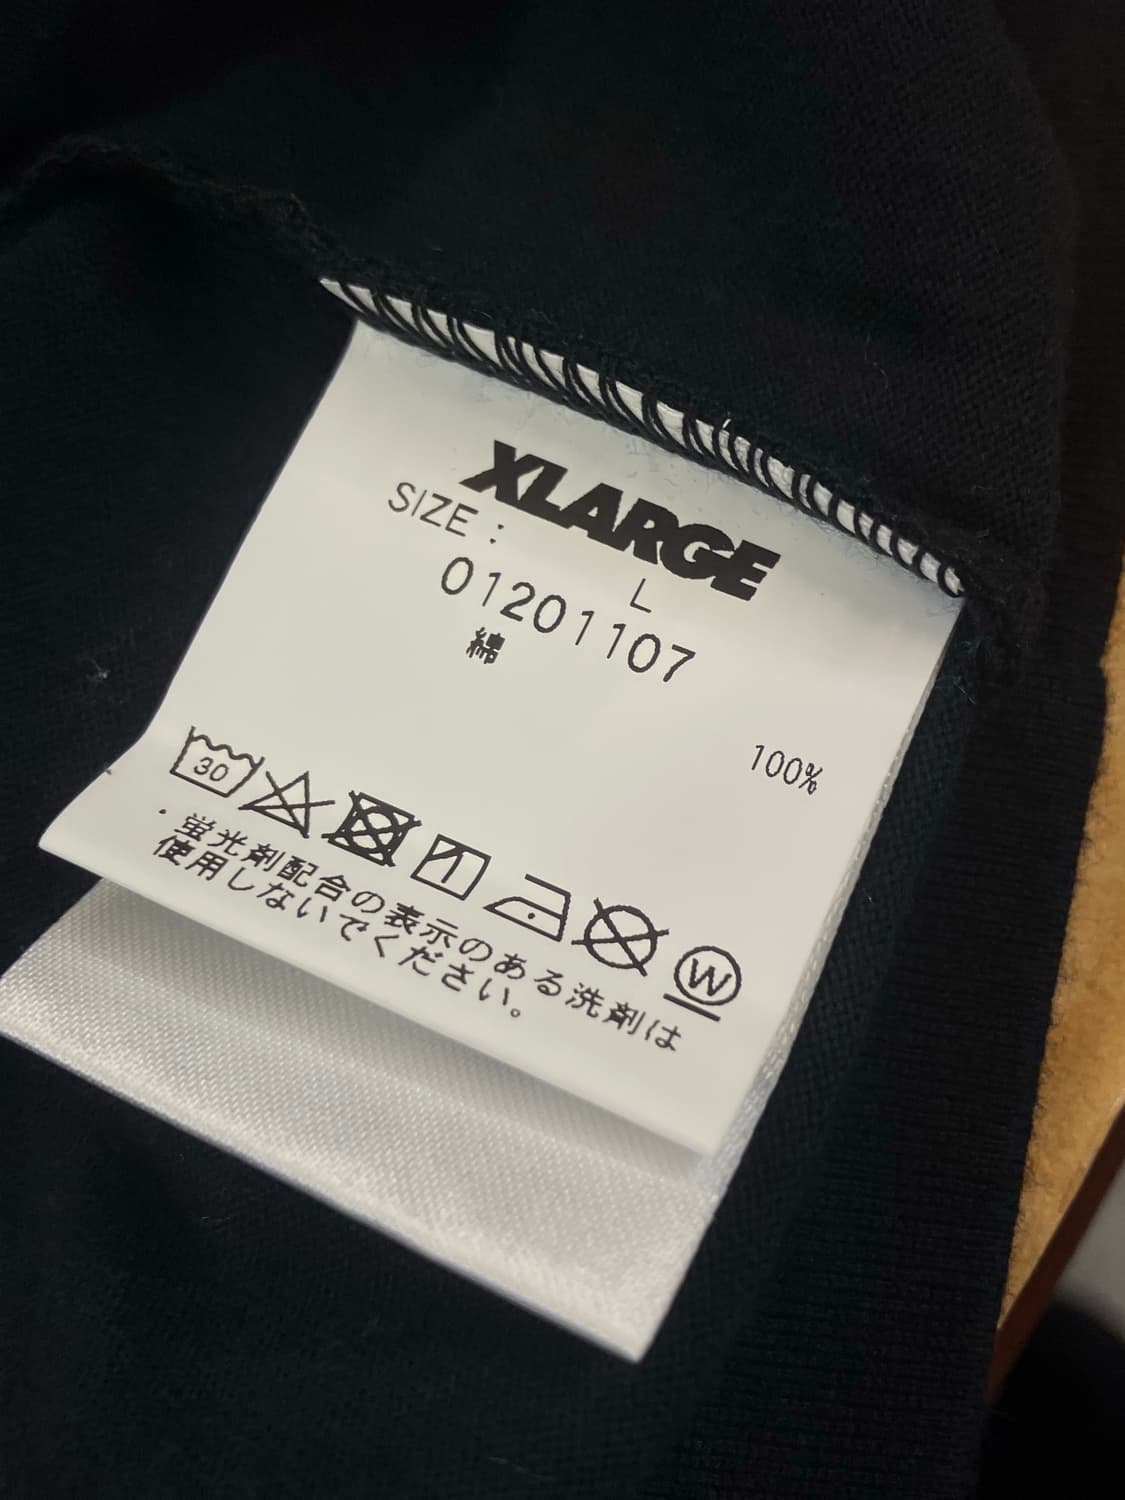 XLARGE
SIZE : L
01201107
綿 100%
30
W
・蛍光剤配合の表示のある洗剤は
使用しないでください。